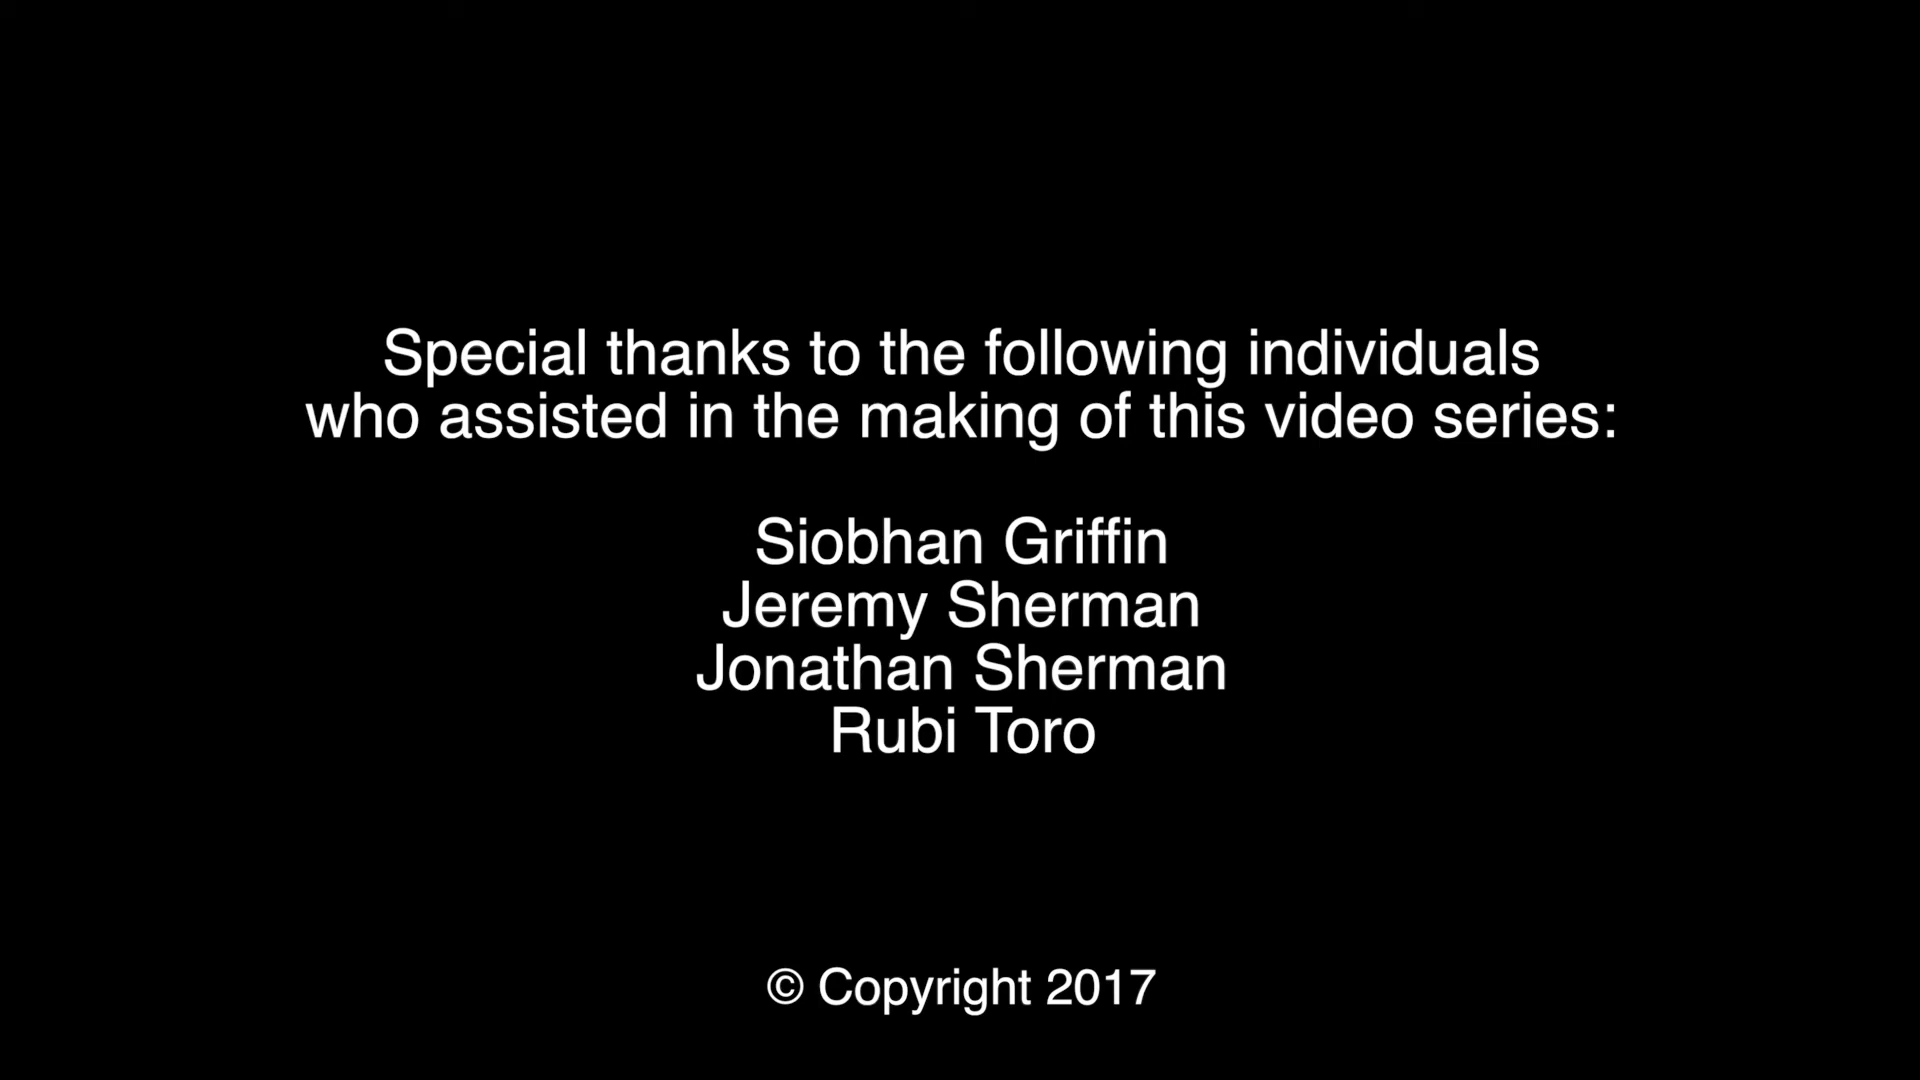 Special thanks to the following individuals
who assisted in the making of this video series:
Siobhan Griffin
Jeremy Sherman
Jonathan Sherman
Rubi Toro
© Copyright 2017